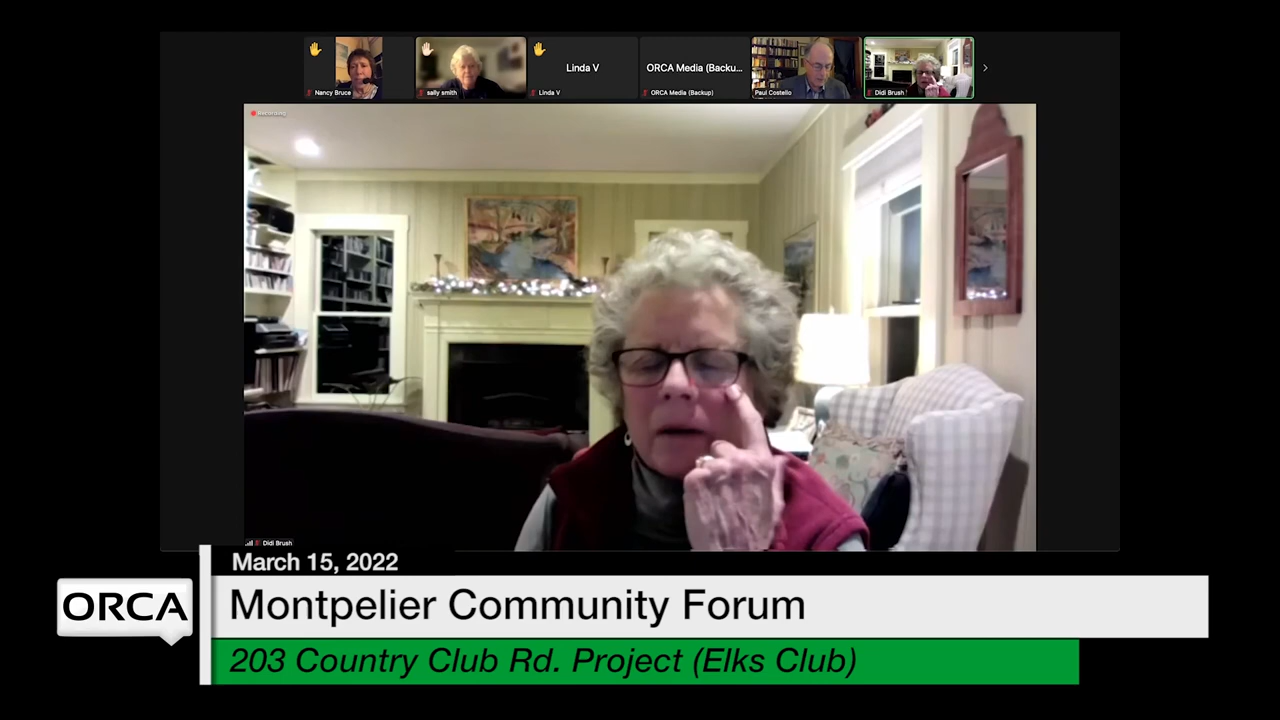 Linda V
ORCA Media (Backu...
Nancy Bruce
sally smith
Linda V
ORCA Media (Backup)
Paul Costello
Didi Brush
Recording
Didi Brush
March 15, 2022
ORCA
Montpelier Community Forum
203 Country Club Rd. Project (Elks Club)